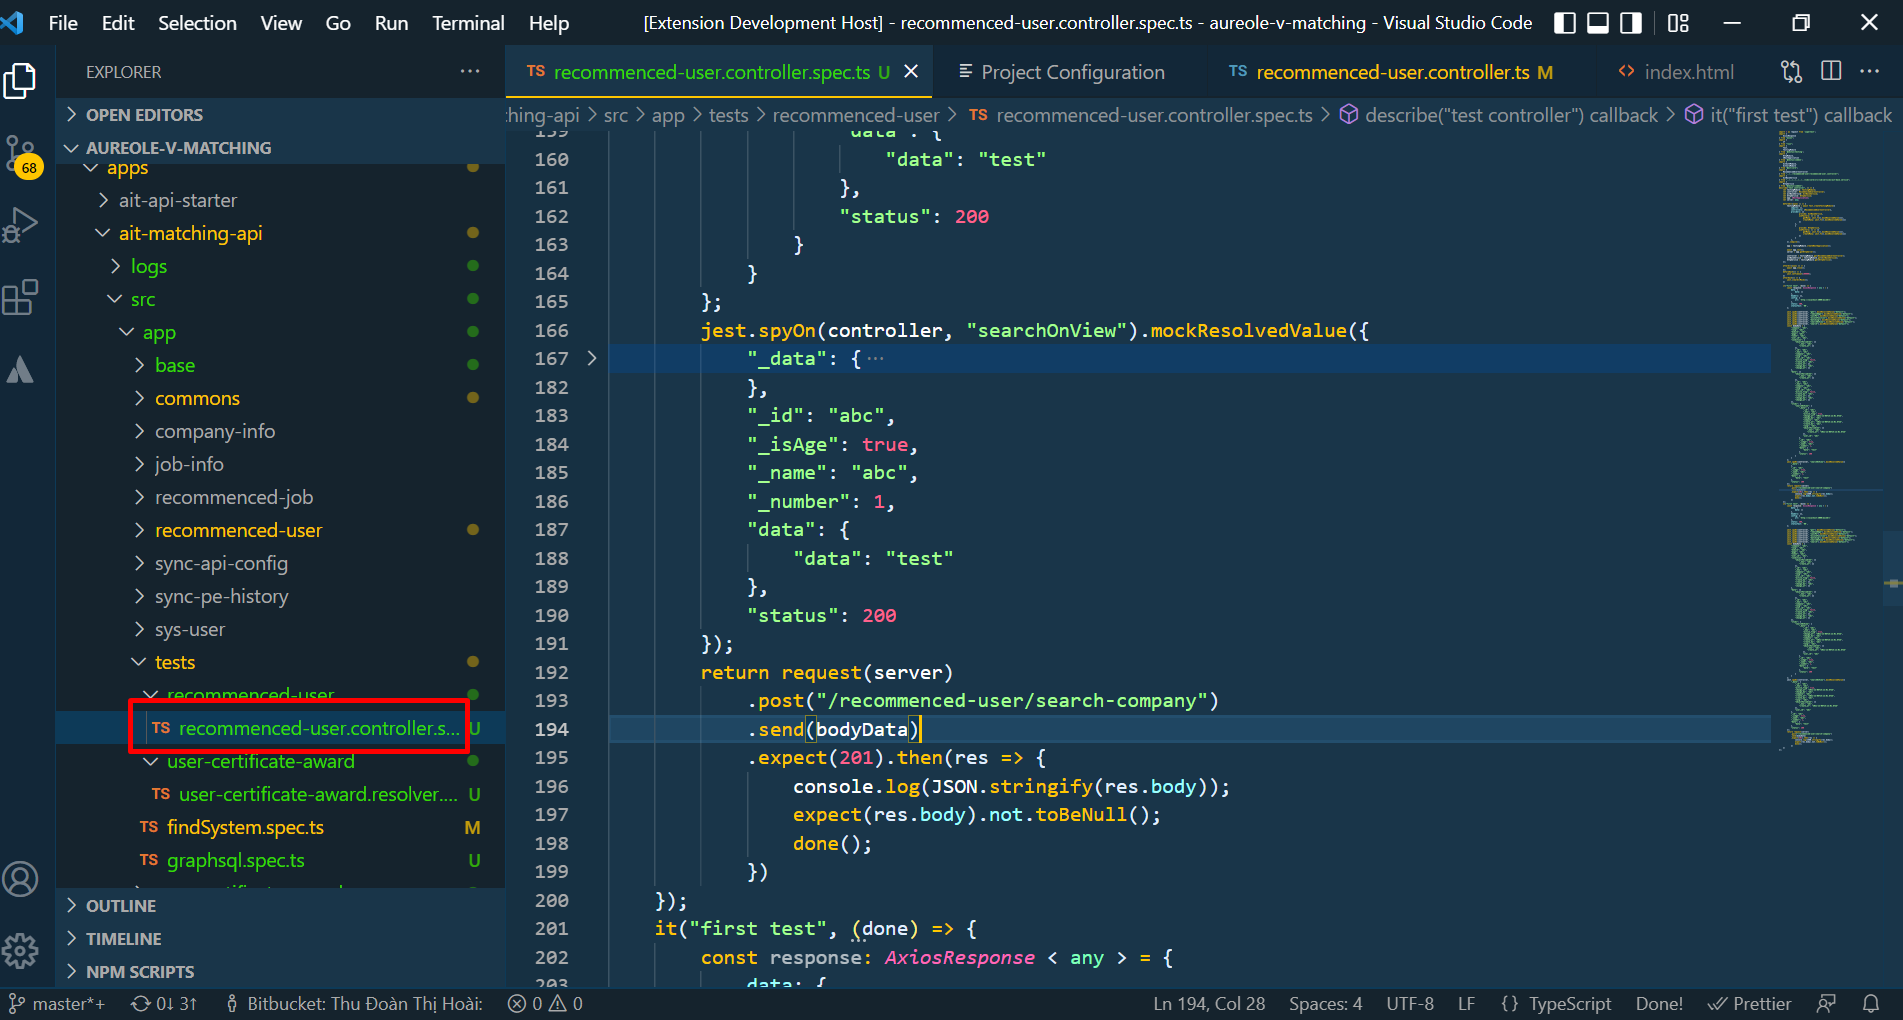 File Edit Selection View Go Run Terminal Help
[Extension Development Host] - recommenced-user.controller.spec.ts - aureole-v-matching - Visual Studio Code
EXPLORER
OPEN EDITORS
AUREOLE-V-MATCHING
68
apps
ait-api-starter
ait-matching-api
logs
src
app
base
commons
company-info
job-info
recommenced-job
recommenced-user
sync-api-config
sync-pe-history
sys-user
tests
recommenced-user
TS recommenced-user.controller.s... U
user-certificate-award
TS user-certificate-award.resolver.... U
TS findSystem.spec.ts M
TS graphsql.spec.ts U
OUTLINE
TIMELINE
NPM SCRIPTS
TS recommenced-user.controller.spec.ts U
Project Configuration
TS recommenced-user.controller.ts M
index.html
ching-api > src > app > tests > recommenced-user > TS recommenced-user.controller.spec.ts > describe("test controller") callback > it("first test") callback
159 "data": {
160 "data": "test"
161 },
162 "status": 200
163 }
164 }
165 };
166 jest.spyOn(controller, "searchOnView").mockResolvedValue({
167 "_data": {···
182 },
183 "_id": "abc",
184 "_isAge": true,
185 "_name": "abc",
186 "_number": 1,
187 "data": {
188 "data": "test"
189 },
190 "status": 200
191 });
192 return request(server)
193 .post("/recommenced-user/search-company")
194 .send(bodyData)
195 .expect(201).then(res => {
196 console.log(JSON.stringify(res.body));
197 expect(res.body).not.toBeNull();
198 done();
199 })
200 });
201 it("first test", (done) => {
202 const response: AxiosResponse < any > = {
203 data: {
master*+ 0↓ 3↑ Bitbucket: Thu Đoàn Thị Hoài: 0 0
Ln 194, Col 28 Spaces: 4 UTF-8 LF {} TypeScript Done! Prettier